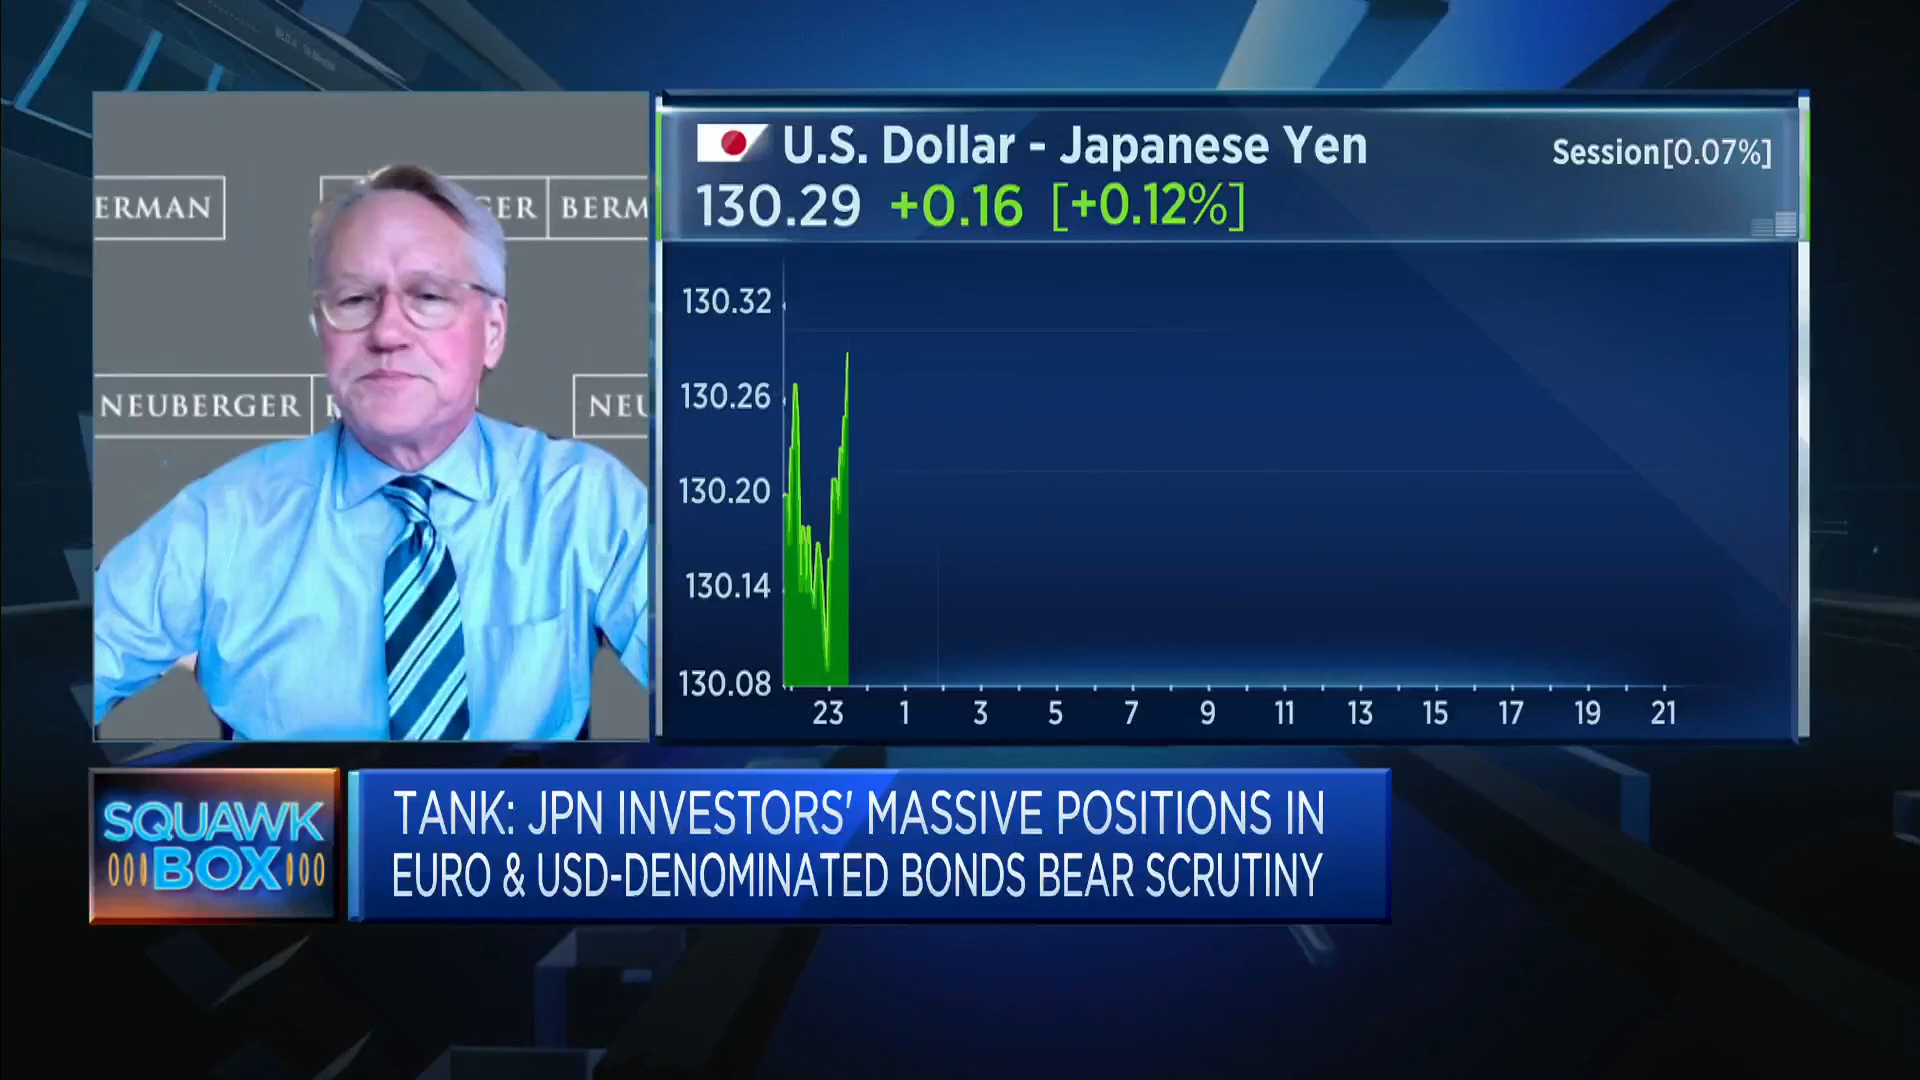 U.S. Dollar - Japanese Yen
Session[0.07%]
130.29 +0.16 [+0.12%]
130.32
130.26
130.20
130.14
130.08
23 1 3 5 7 9 11 13 15 17 19 21
ERMAN
GER BERM
NEUBERGER
NEU
SQUAWK
BOX
TANK: JPN INVESTORS' MASSIVE POSITIONS IN
EURO & USD-DENOMINATED BONDS BEAR SCRUTINY